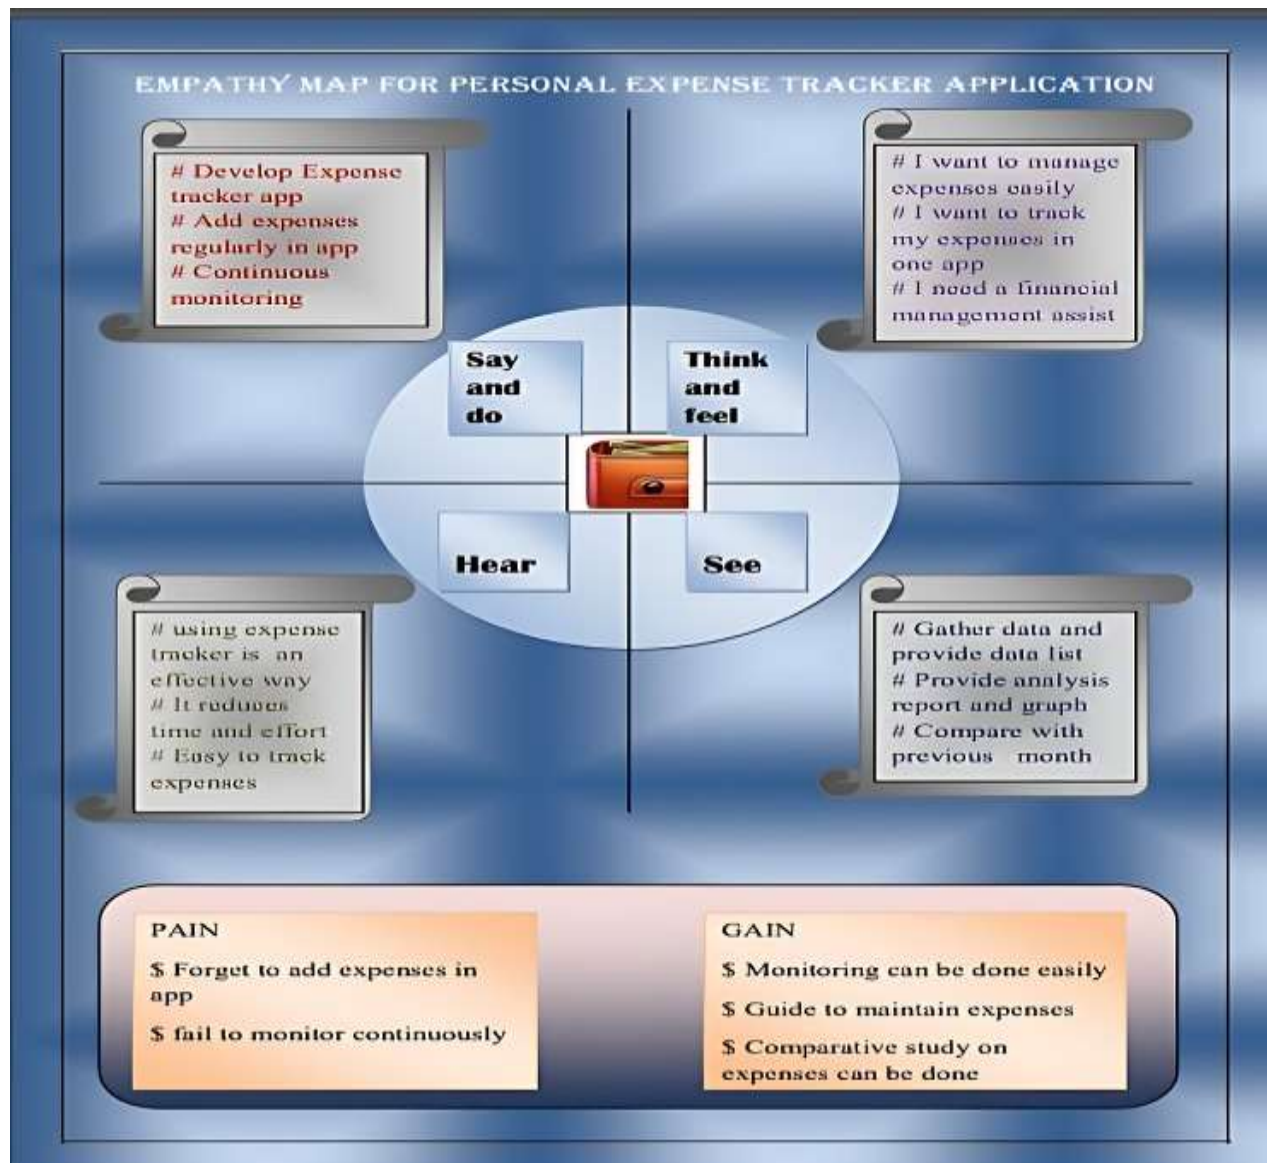 EMPATHY MAP FOR PERSONAL EXPENSE TRACKER APPLICATION
# Develop Expense
tracker app
# Add expenses
regularly in app
# Continuous
monitoring
# I want to manage
expenses easily
# I want to track
my expenses in
one app
# I need a financial
management assist
Say
and
do
Think
and
feel
Hear
See
# using expense
tracker is an
effective way
# It reduces
time and effort
# Easy to track
expenses
# Gather data and
provide data list
# Provide analysis
report and graph
# Compare with
previous month
PAIN
$ Forget to add expenses in
app
$ fail to monitor continuously
GAIN
$ Monitoring can be done easily
$ Guide to maintain expenses
$ Comparative study on
expenses can be done